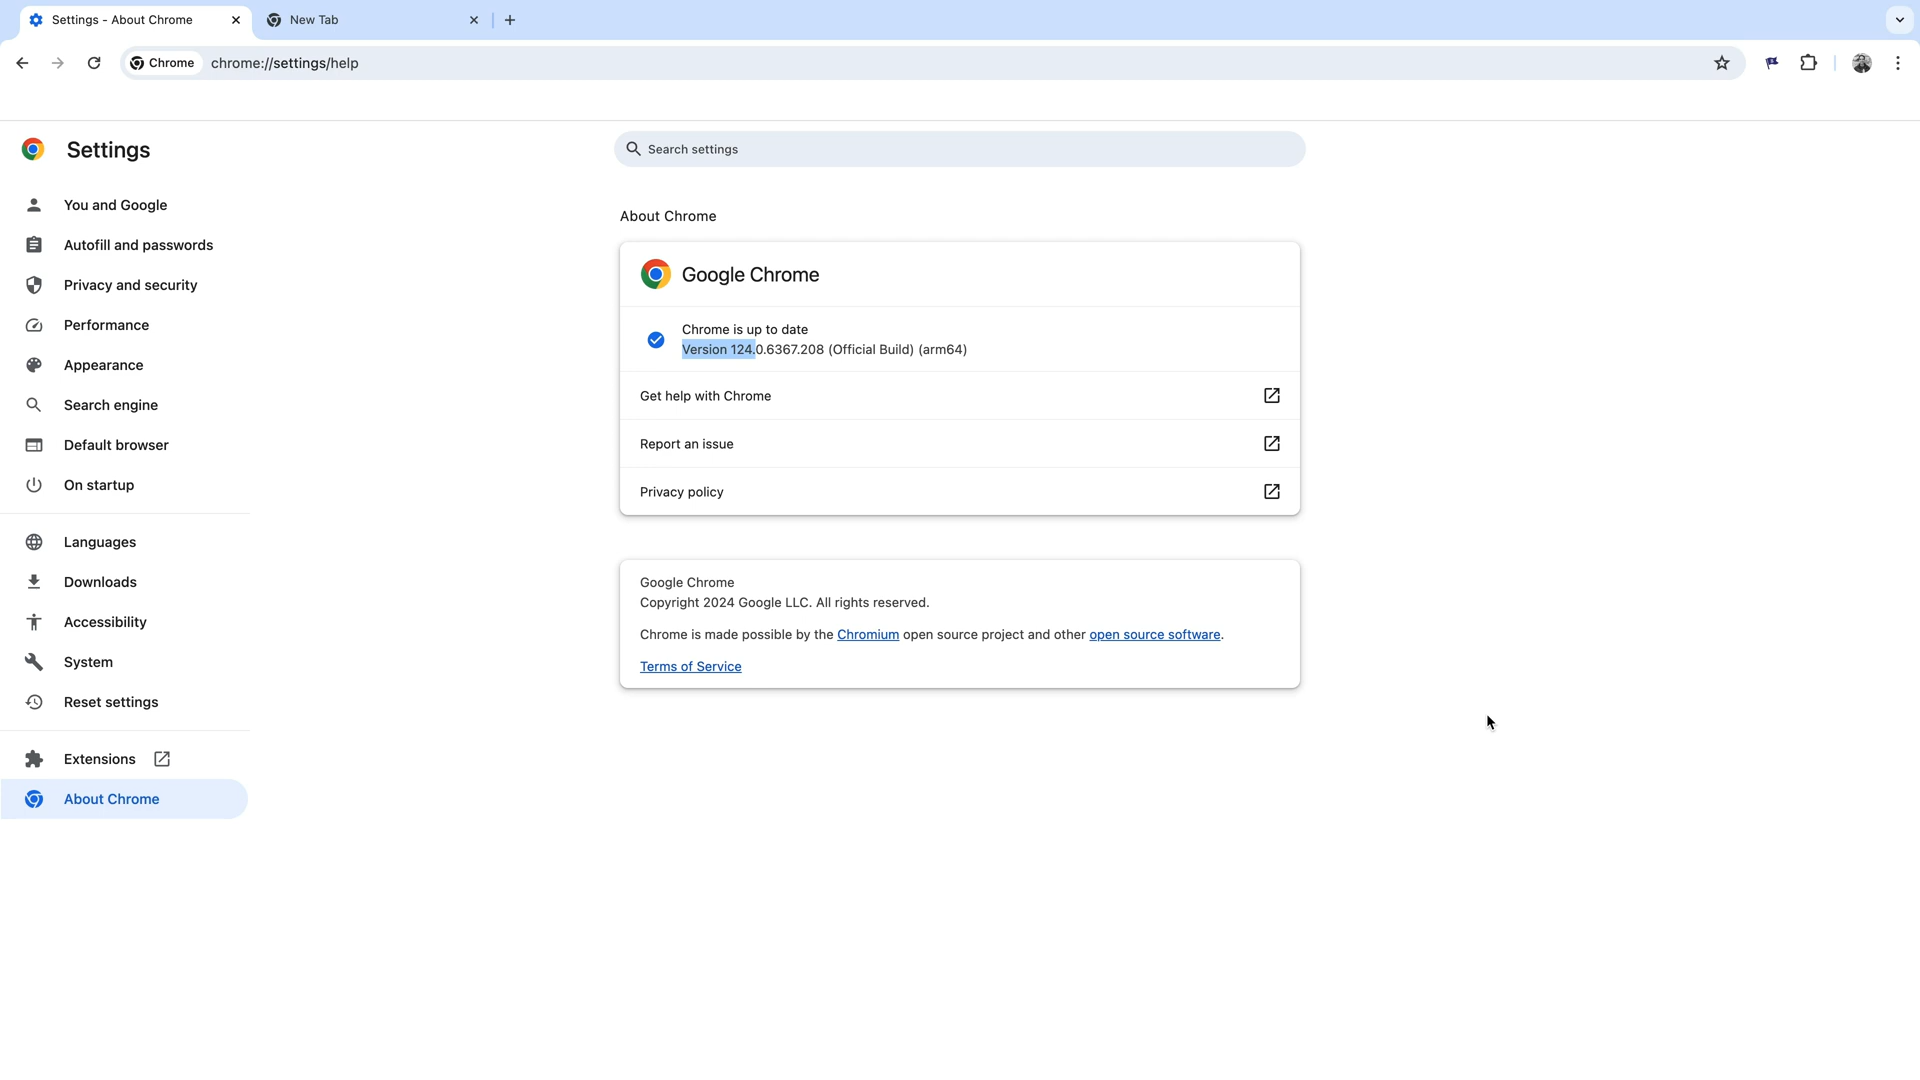 Settings - About Chrome
New Tab
Chrome
chrome://settings/help
Settings
Search settings
You and Google
Autofill and passwords
Privacy and security
Performance
Appearance
Search engine
Default browser
On startup
Languages
Downloads
Accessibility
System
Reset settings
Extensions
About Chrome
About Chrome
Google Chrome
Chrome is up to date
Version 124.0.6367.208 (Official Build) (arm64)
Get help with Chrome
Report an issue
Privacy policy
Google Chrome
Copyright 2024 Google LLC. All rights reserved.
Chrome is made possible by the Chromium open source project and other open source software.
Terms of Service